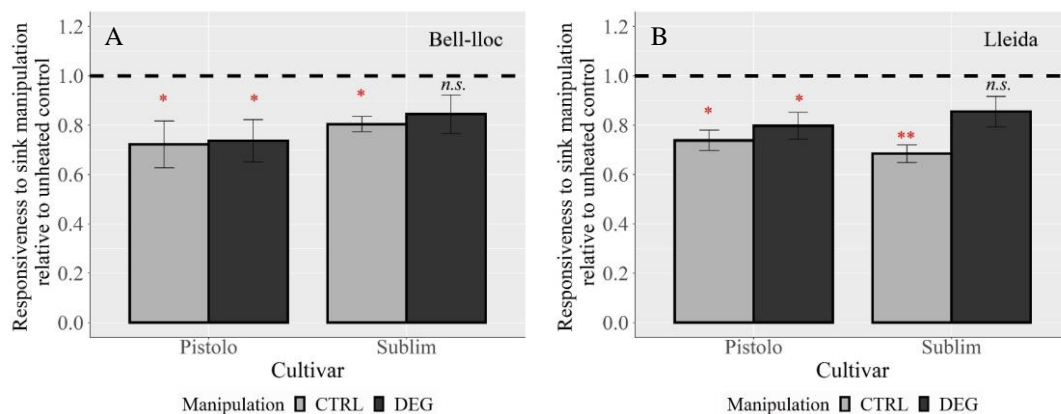 A
Bell-lloc
Responsiveness to sink manipulation
relative to unheated control
1.2
1.0
0.8
0.6
0.4
0.2
0.0
*
*
*
n.s.
Pistolo
Sublim
Cultivar
Manipulation CTRL DEG
B
Lleida
Responsiveness to sink manipulation
relative to unheated control
1.2
1.0
0.8
0.6
0.4
0.2
0.0
*
*
**
n.s.
Pistolo
Sublim
Cultivar
Manipulation CTRL DEG